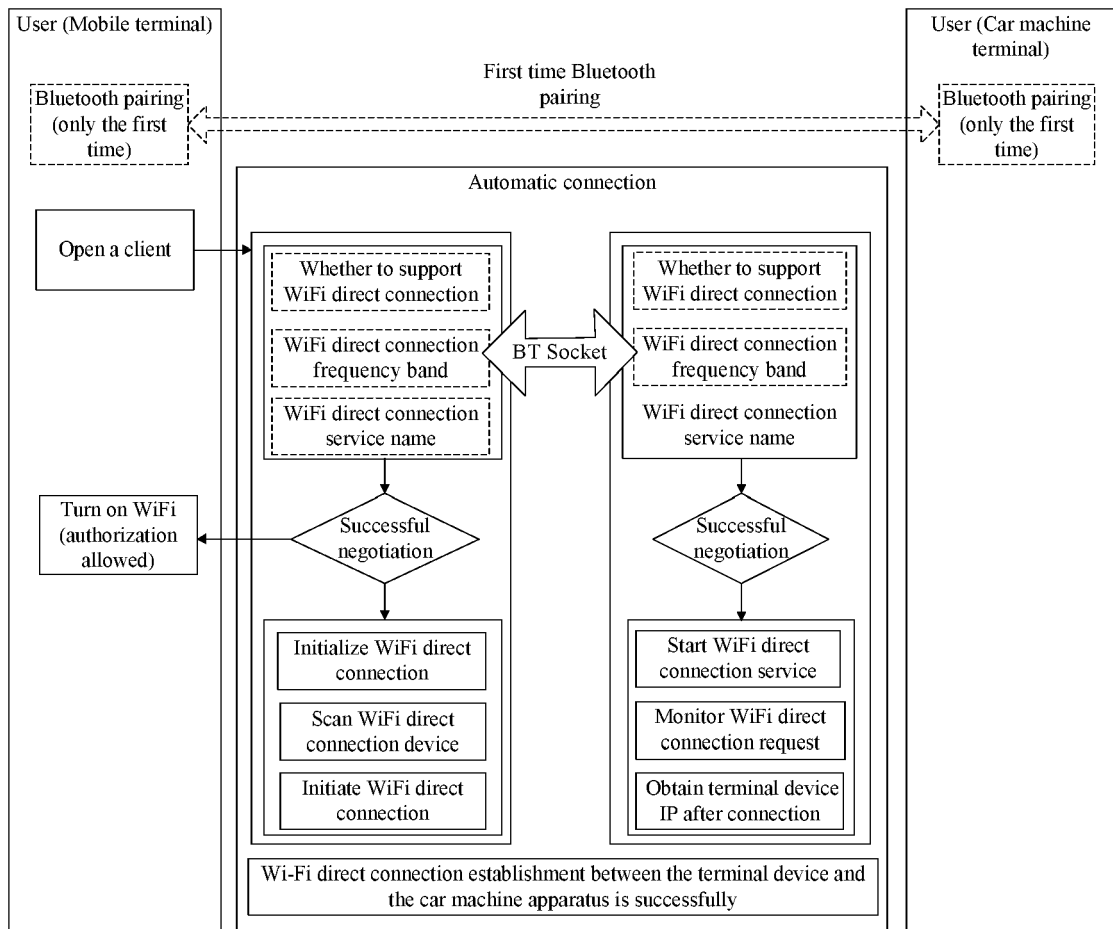 User (Mobile terminal)
User (Car machine
terminal)
First time Bluetooth
pairing
Bluetooth pairing
(only the first
time)
Bluetooth pairing
(only the first
time)
Automatic connection
Open a client
Whether to support
WiFi direct connection
WiFi direct connection
frequency band
WiFi direct connection
service name
BT Socket
Whether to support
WiFi direct connection
WiFi direct connection
frequency band
WiFi direct connection
service name
Turn on WiFi
(authorization
allowed)
Successful
negotiation
Successful
negotiation
Initialize WiFi direct
connection
Scan WiFi direct
connection device
Initiate WiFi direct
connection
Start WiFi direct
connection service
Monitor WiFi direct
connection request
Obtain terminal device
IP after connection
Wi-Fi direct connection establishment between the terminal device and
the car machine apparatus is successfully